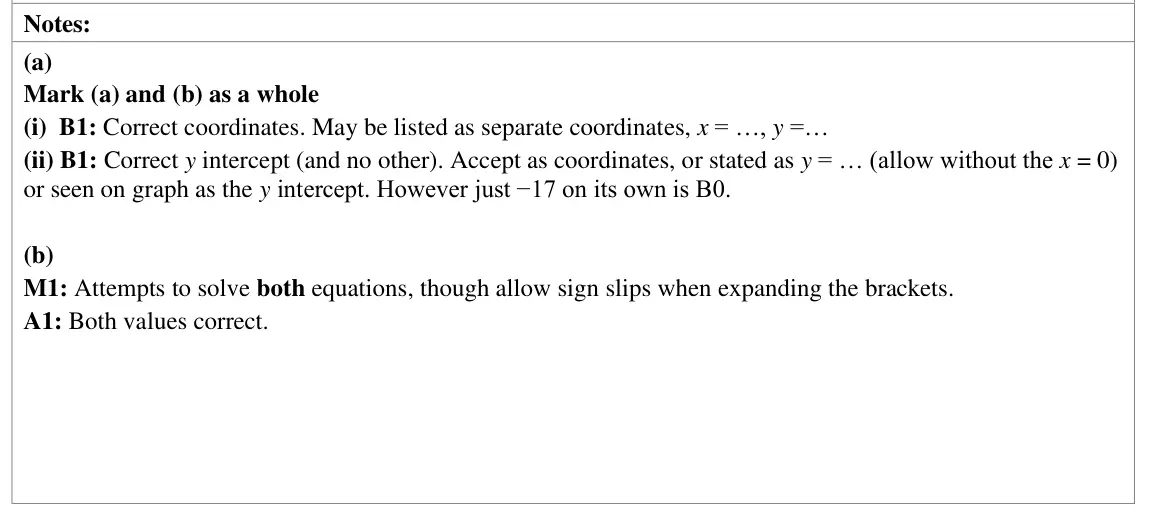 Notes:
(a)
Mark (a) and (b) as a whole
(i) B1: Correct coordinates. May be listed as separate coordinates, x = …, y =…
(ii) B1: Correct y intercept (and no other). Accept as coordinates, or stated as y = … (allow without the x = 0)
or seen on graph as the y intercept. However just −17 on its own is B0.
(b)
M1: Attempts to solve both equations, though allow sign slips when expanding the brackets.
A1: Both values correct.